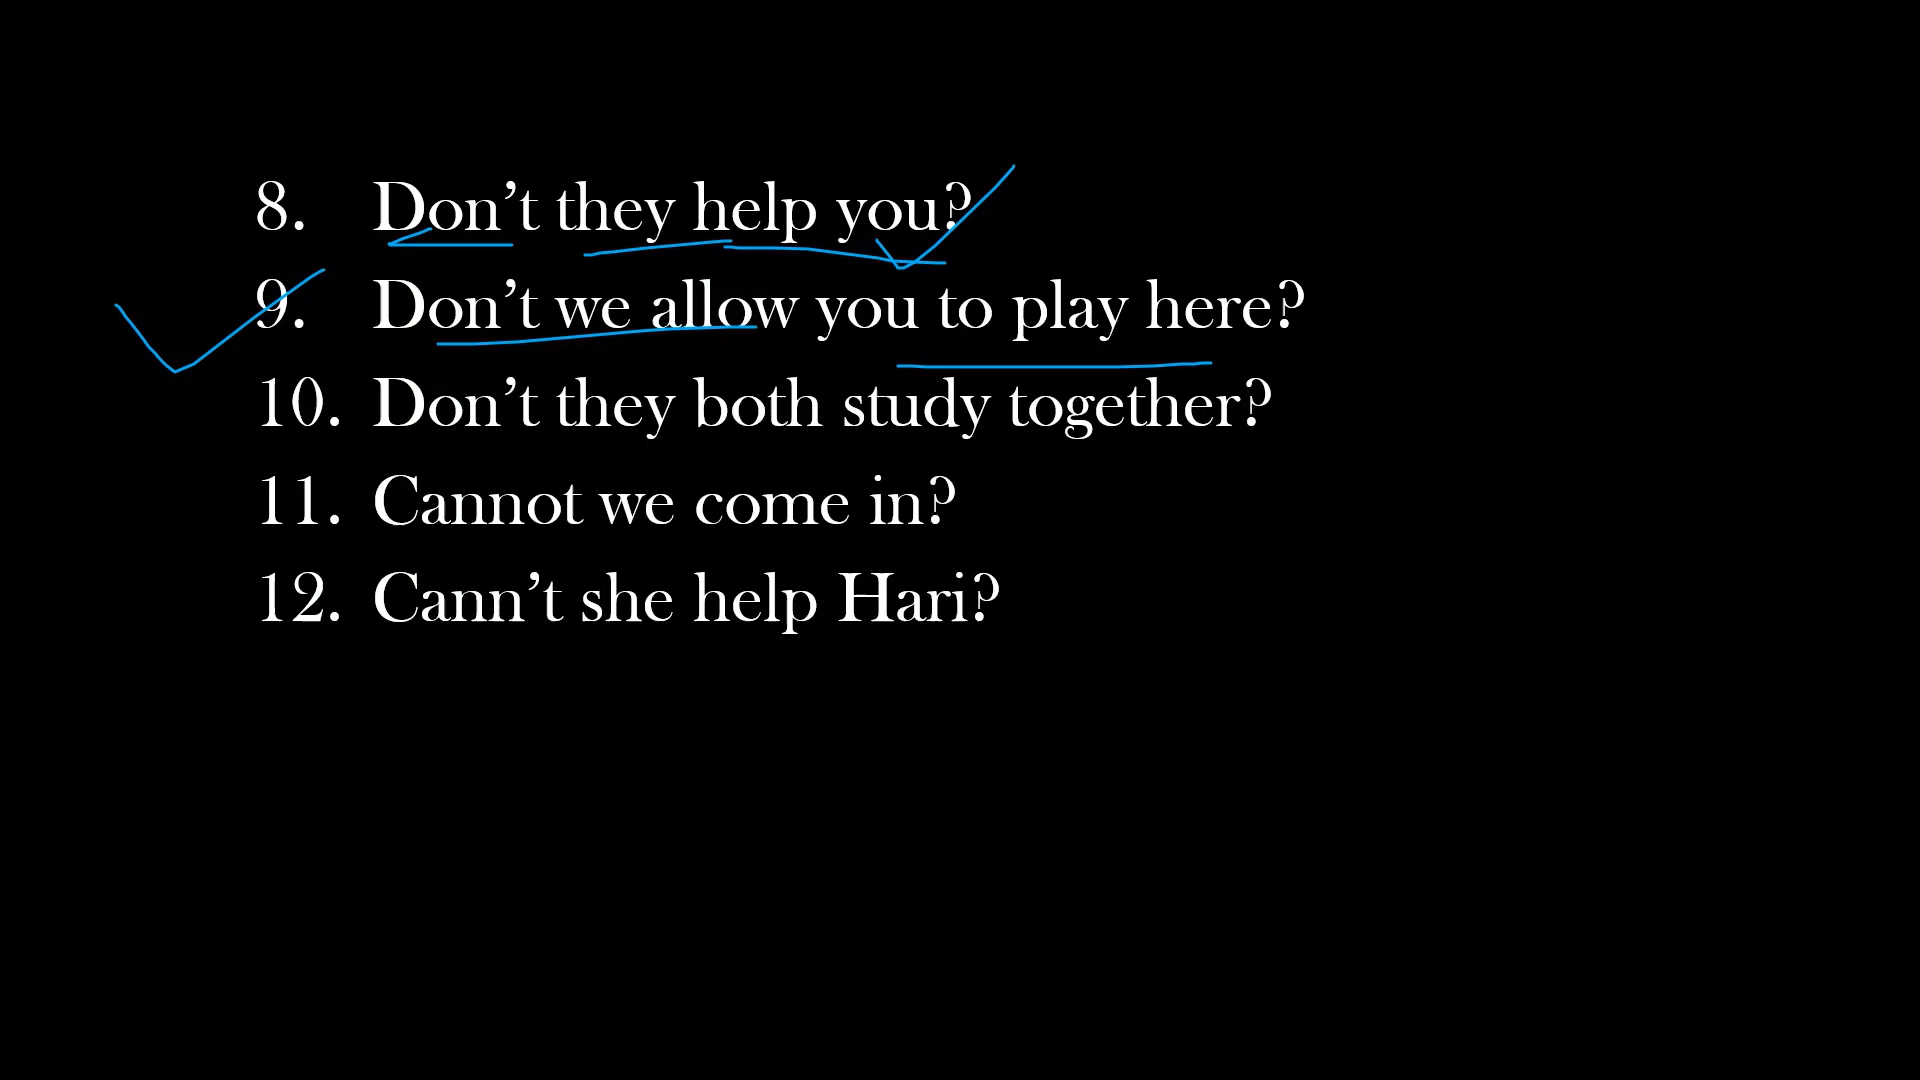 8. Don’t they help you?
9. Don’t we allow you to play here?
10. Don’t they both study together?
11. Cannot we come in?
12. Cann’t she help Hari?